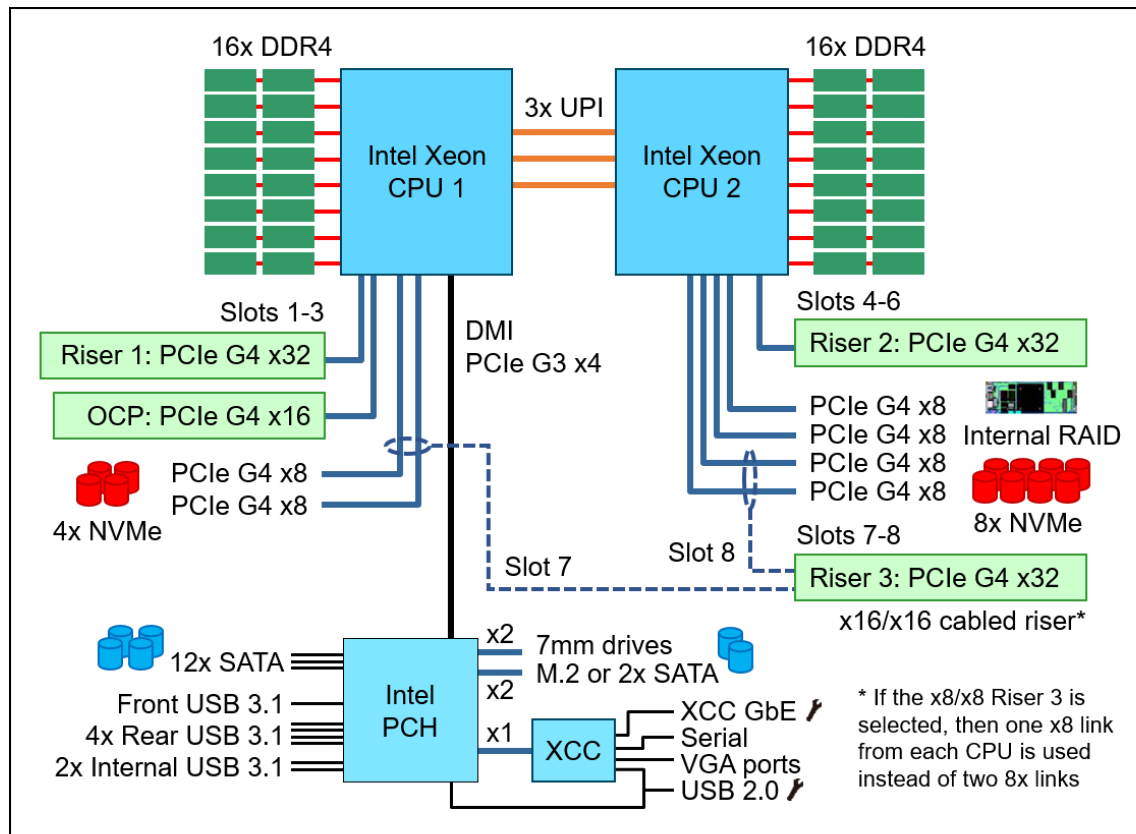 16x DDR4
16x DDR4
3x UPI
Intel Xeon
CPU 1
Intel Xeon
CPU 2
Slots 1-3
Riser 1: PCIe G4 x32
OCP: PCIe G4 x16
PCIe G4 x8
PCIe G4 x8
4x NVMe
DMI
PCIe G3 x4
Slots 4-6
Riser 2: PCIe G4 x32
PCIe G4 x8
PCIe G4 x8
PCIe G4 x8
PCIe G4 x8
Internal RAID
8x NVMe
Slot 7
Slot 8
Slots 7-8
Riser 3: PCIe G4 x32
x16/x16 cabled riser*
12x SATA
Front USB 3.1
4x Rear USB 3.1
2x Internal USB 3.1
Intel
PCH
x2
x2
x1
7mm drives
M.2 or 2x SATA
XCC
XCC GbE
Serial
VGA ports
USB 2.0
* If the x8/x8 Riser 3 is
selected, then one x8 link
from each CPU is used
instead of two 8x links